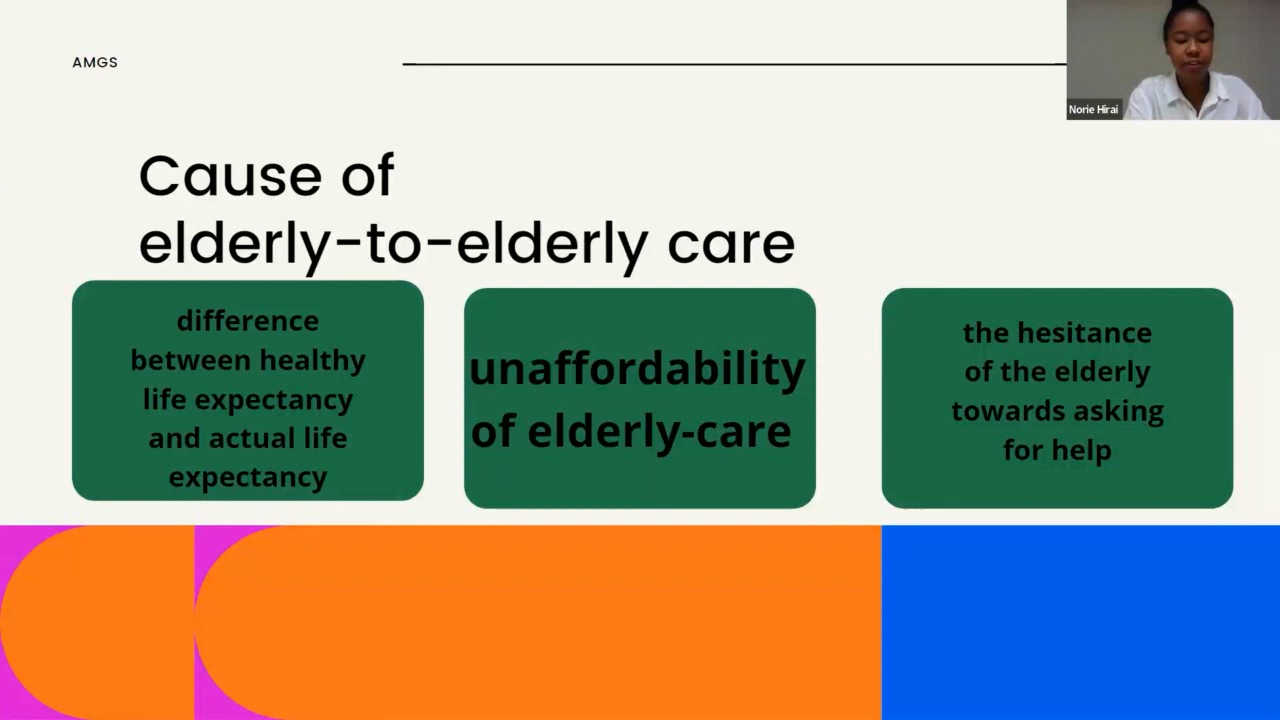 AMGS
Norie Hirai
Cause of
elderly-to-elderly care
difference
between healthy
life expectancy
and actual life
expectancy
unaffordability
of elderly-care
the hesitance
of the elderly
towards asking
for help